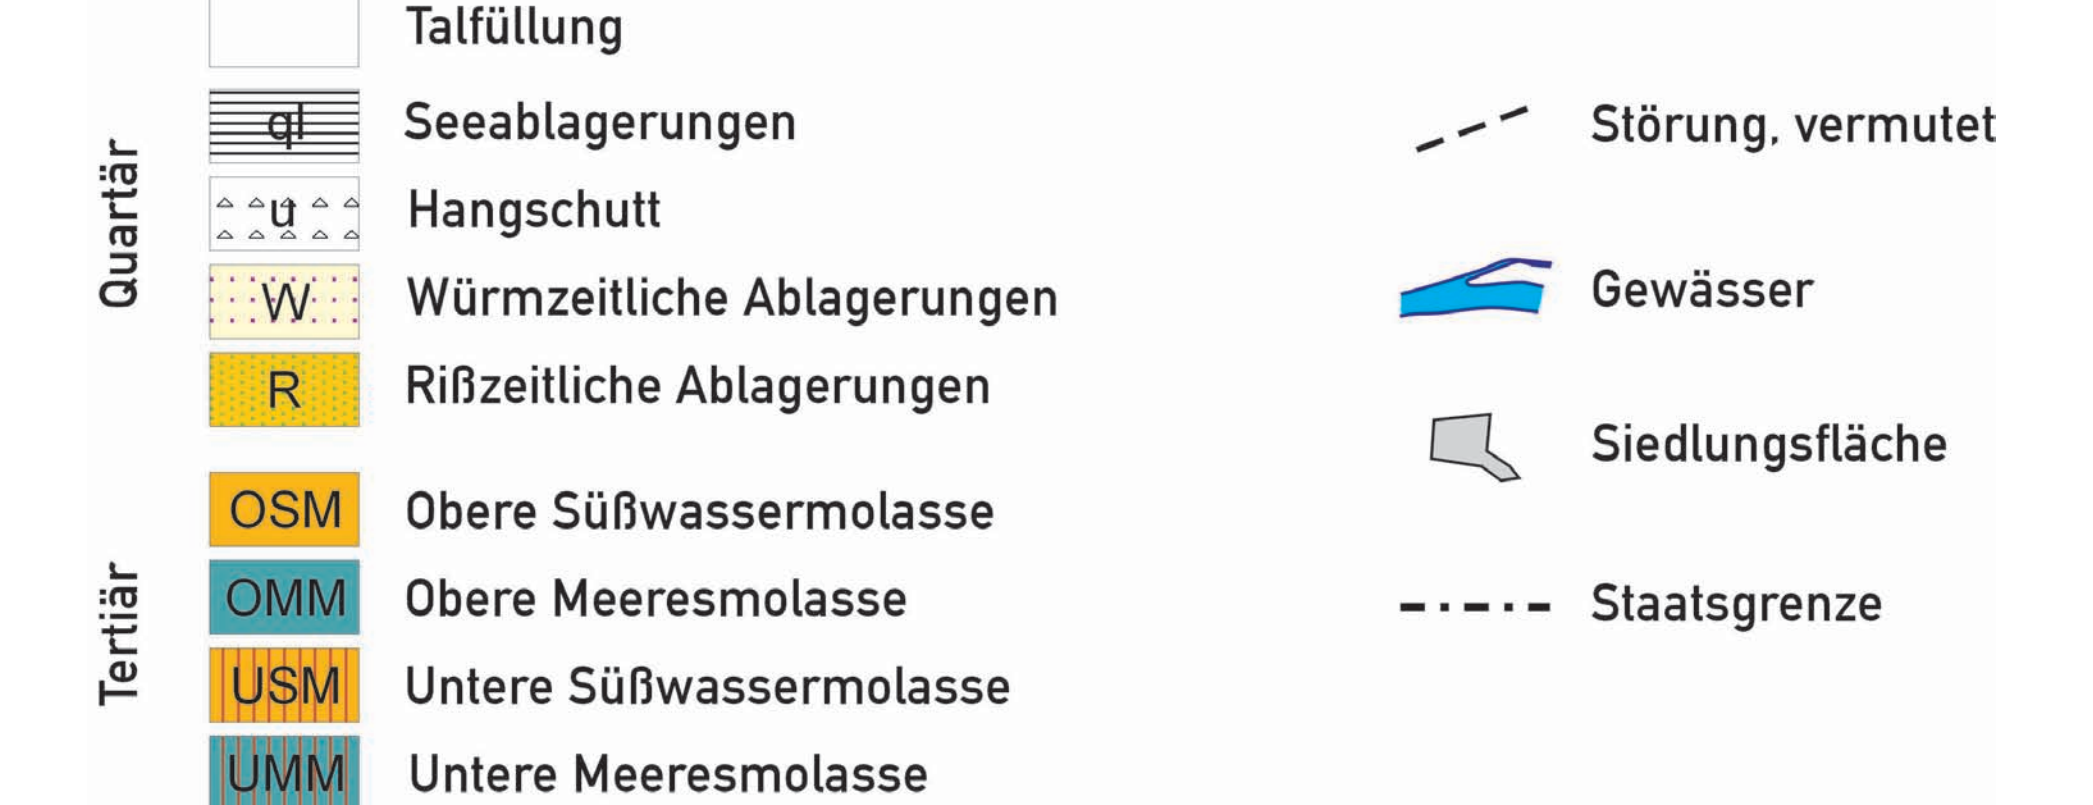 Quartär
Talfüllung
ql Seeablagerungen
u Hangschutt
W Würmzeitliche Ablagerungen
R Rißzeitliche Ablagerungen
Tertiär
OSM Obere Süßwassermolasse
OMM Obere Meeresmolasse
USM Untere Süßwassermolasse
UMM Untere Meeresmolasse
Störung, vermutet
Gewässer
Siedlungsfläche
Staatsgrenze